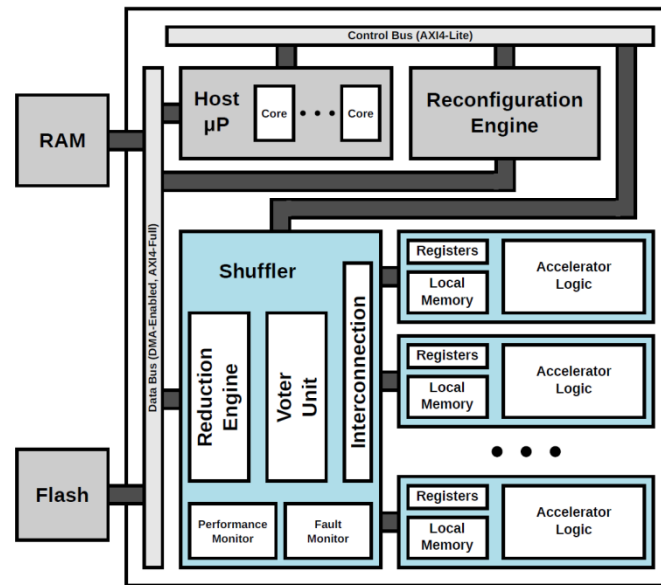 Control Bus (AXI4-Lite)
Host
μP
Core
Core
Reconfiguration
Engine
RAM
Data Bus (DMA-Enabled, AXI4-Full)
Shuffler
Reduction
Engine
Voter
Unit
Interconnection
Performance
Monitor
Fault
Monitor
Flash
Registers
Local
Memory
Accelerator
Logic
Registers
Local
Memory
Accelerator
Logic
Registers
Local
Memory
Accelerator
Logic